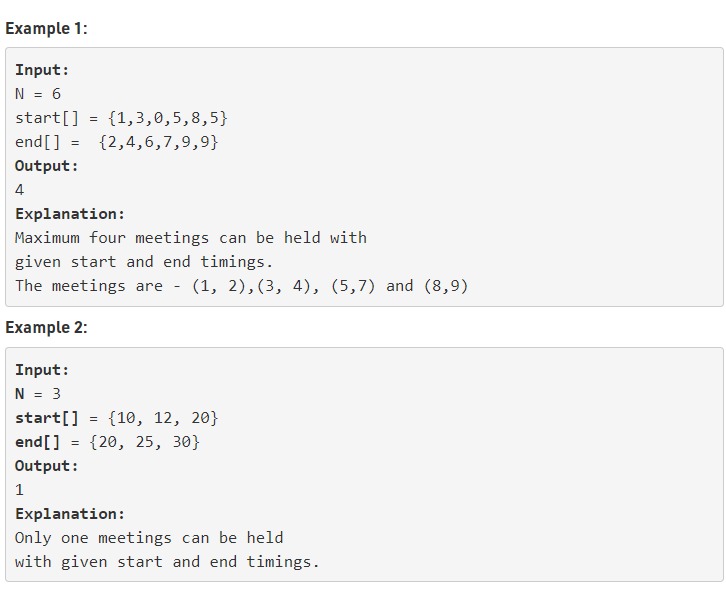 Example 1:
Input:
N = 6
start[] = {1,3,0,5,8,5}
end[] =  {2,4,6,7,9,9}
Output:
4
Explanation:
Maximum four meetings can be held with
given start and end timings.
The meetings are - (1, 2),(3, 4), (5,7) and (8,9)
Example 2:
Input:
N = 3
start[] = {10, 12, 20}
end[] = {20, 25, 30}
Output:
1
Explanation:
Only one meetings can be held
with given start and end timings.